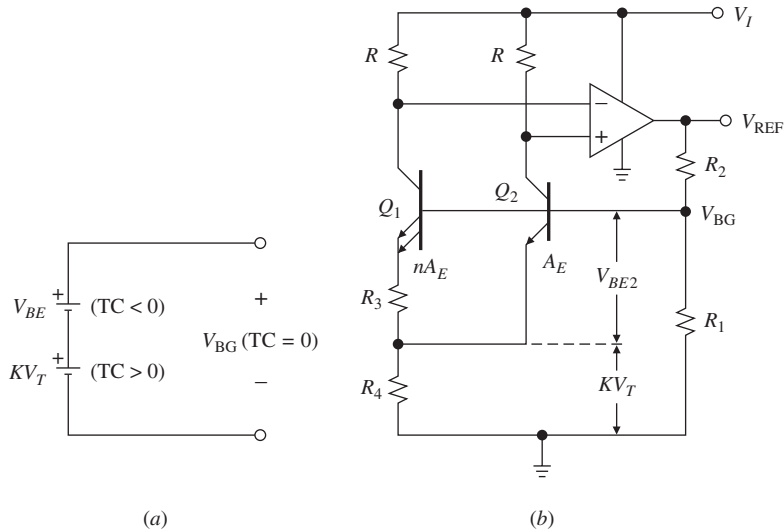 V_BE
+
(TC < 0)
KV_T
+
(TC > 0)
+
V_BG (TC = 0)
−
(a)
V_I
R
R
−
+
V_REF
R_2
Q_1
Q_2
V_BG
nA_E
A_E
V_BE2
R_3
R_1
R_4
KV_T
(b)